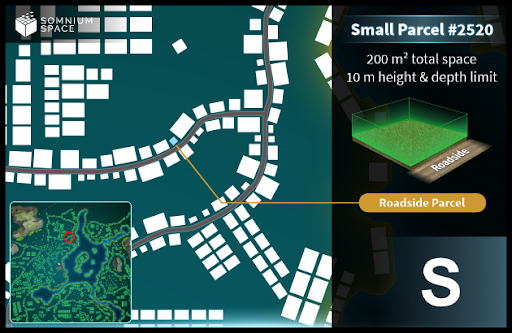 SOMNIUM
SPACE
Small Parcel #2520
200 m² total space
10 m height & depth limit
Roadside
Roadside Parcel
S